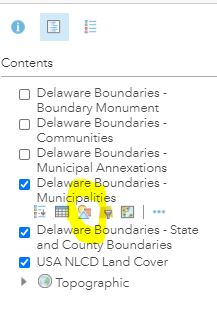 Contents
Delaware Boundaries -
Boundary Monument
Delaware Boundaries -
Communities
Delaware Boundaries -
Municipal Annexations
Delaware Boundaries -
Municipalities
Delaware Boundaries - State
and County Boundaries
USA NLCD Land Cover
Topographic